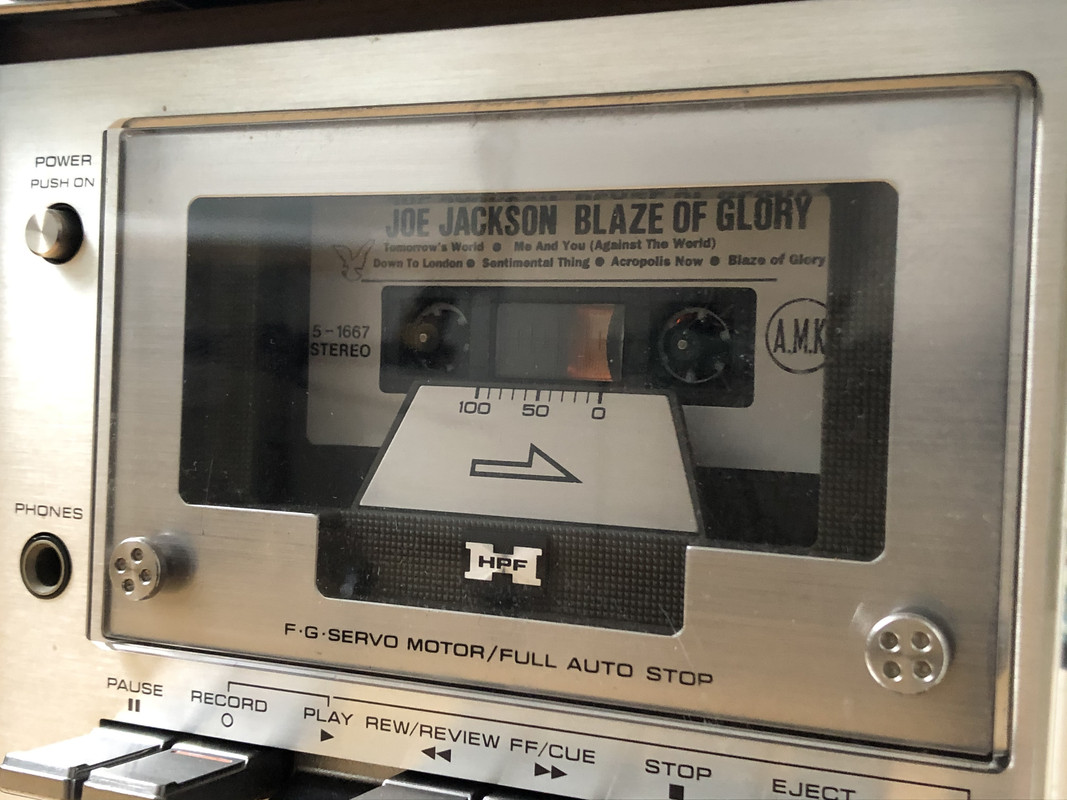 POWER
PUSH ON
JOE JACKSON BLAZE OF GLORY
Tomorrow's World ● Me And You (Against The World)
Down To London ● Sentimental Thing ● Acropolis Now ● Blaze of Glory
5-1667
STEREO
A.M.K
100 50 0
PHONES
HPF
F·G·SERVO MOTOR/FULL AUTO STOP
PAUSE
RECORD
PLAY
REW/REVIEW
FF/CUE
STOP
EJECT